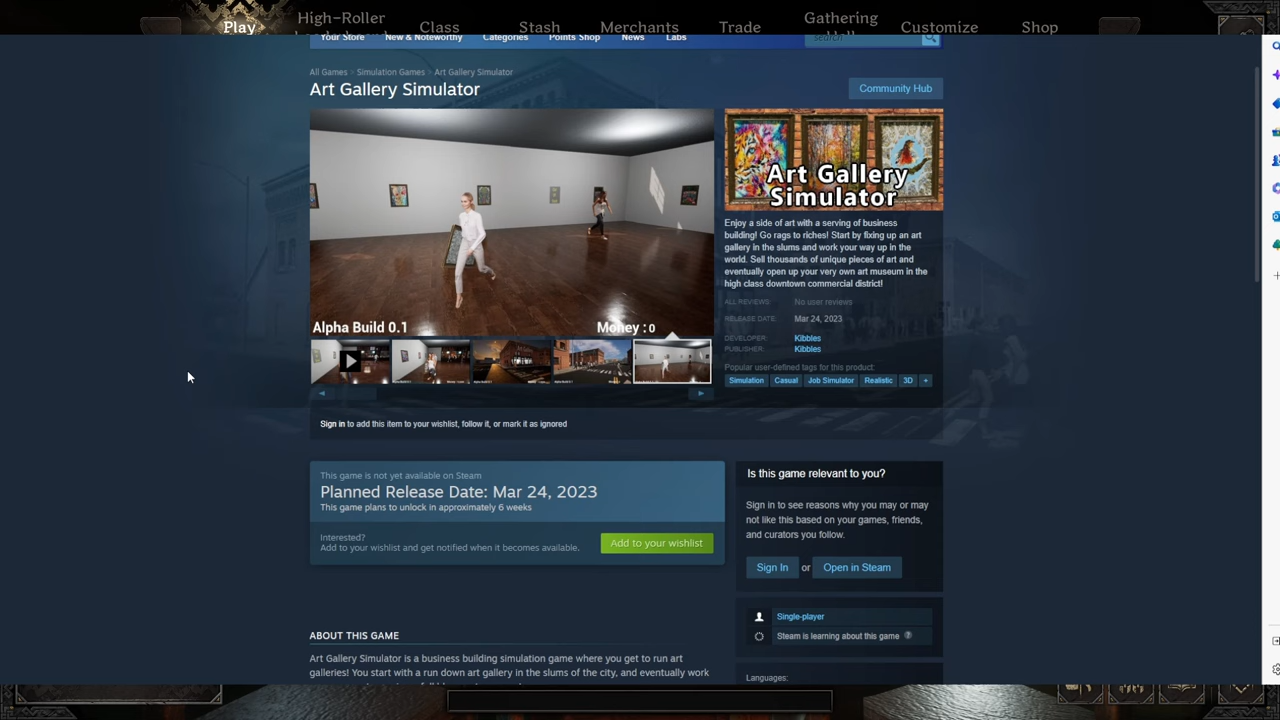 Play
High-Roller
Class
Stash
Merchants
Trade
Gathering
Customize
Shop
Your Store
New & Noteworthy
Categories
Points Shop
News
Labs
search
All Games > Simulation Games > Art Gallery Simulator
Art Gallery Simulator
Community Hub
Alpha Build 0.1
Money : 0
Art Gallery
Simulator
Enjoy a side of art with a serving of business
building! Go rags to riches! Start by fixing up an art
gallery in the slums and work your way up in the
world. Sell thousands of unique pieces of art and
eventually open up your very own art museum in the
high class downtown commercial district!
ALL REVIEWS: No user reviews
RELEASE DATE: Mar 24, 2023
DEVELOPER: Kibbles
PUBLISHER: Kibbles
Popular user-defined tags for this product:
Simulation Casual Job Simulator Realistic 3D +
Sign in to add this item to your wishlist, follow it, or mark it as ignored
This game is not yet available on Steam
Planned Release Date: Mar 24, 2023
This game plans to unlock in approximately 6 weeks
Interested?
Add to your wishlist and get notified when it becomes available.
Add to your wishlist
Is this game relevant to you?
Sign in to see reasons why you may or may
not like this based on your games, friends,
and curators you follow.
Sign In or Open in Steam
Single-player
Steam is learning about this game ?
Languages:
ABOUT THIS GAME
Art Gallery Simulator is a business building simulation game where you get to run art
galleries! You start with a run down art gallery in the slums of the city, and eventually work